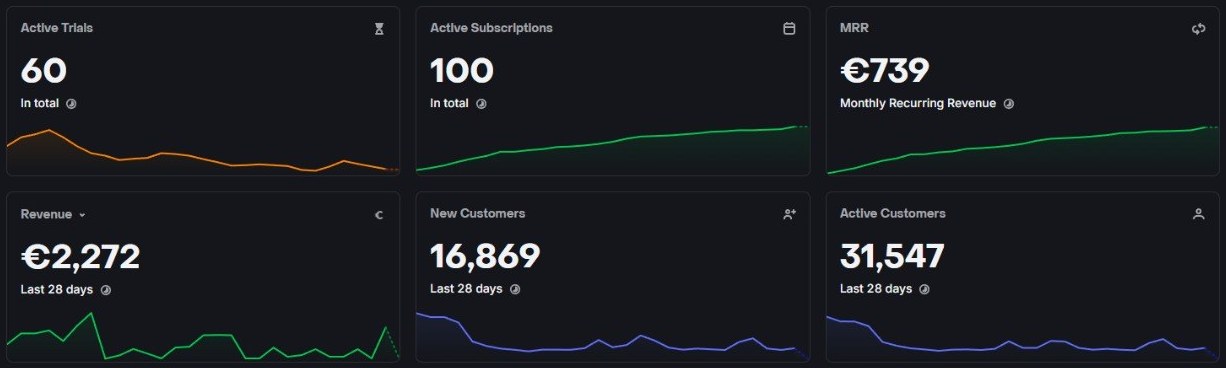 Active Trials
60
In total
Active Subscriptions
100
In total
MRR
€739
Monthly Recurring Revenue
Revenue
€2,272
Last 28 days
New Customers
16,869
Last 28 days
Active Customers
31,547
Last 28 days